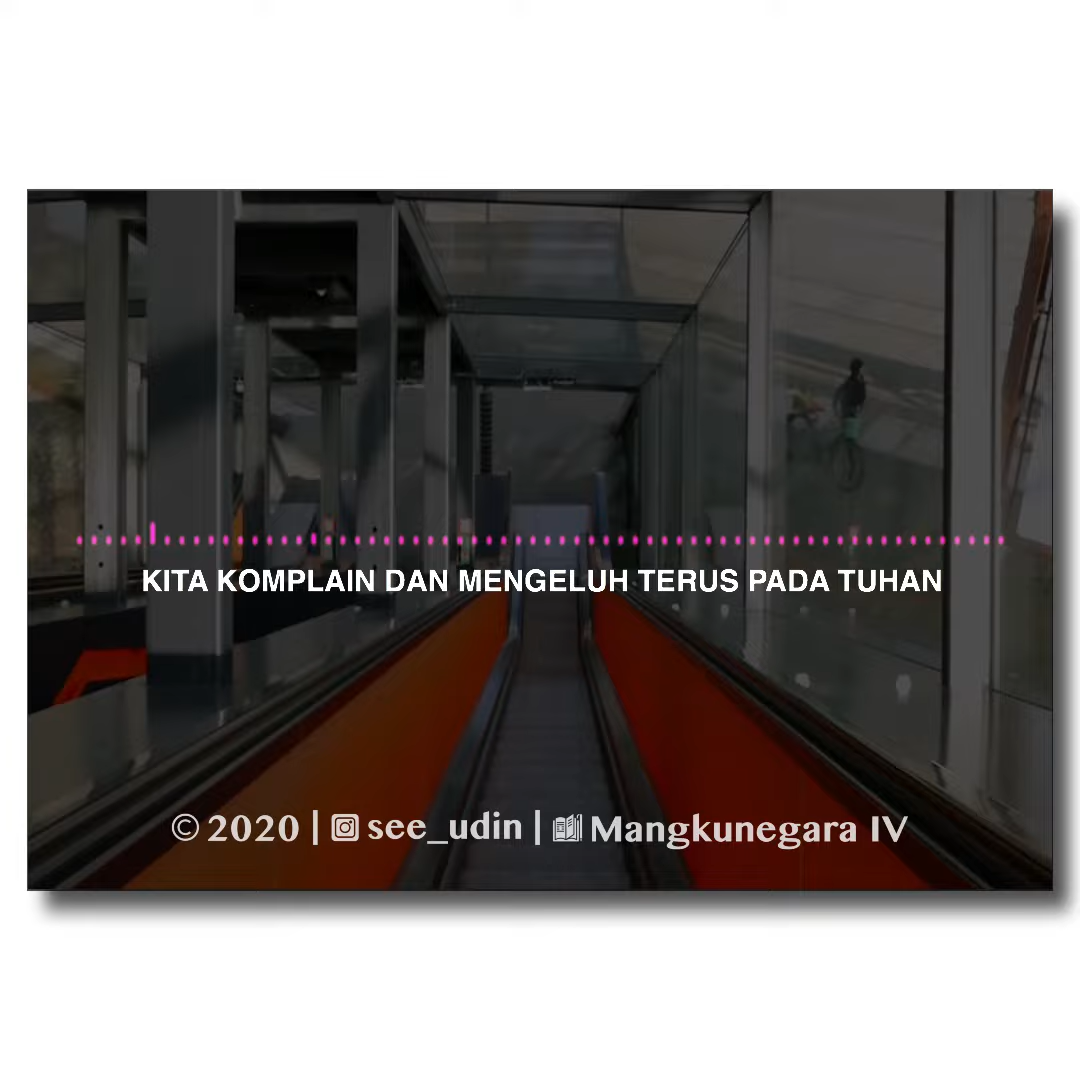 KITA KOMPLAIN DAN MENGELUH TERUS PADA TUHAN
© 2020 | see_udin | Mangkunegara IV